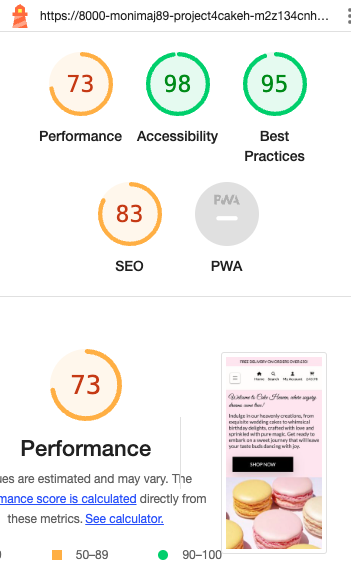 https://8000-monimaj89-project4cakeh-m2z134cnh...
73
98
95
Performance
Accessibility
Best
Practices
83
PWA
SEO
PWA
73
Performance
ues are estimated and may vary. The
mance score is calculated directly from
these metrics. See calculator.
50–89
90–100
FREE DELIVERY ON ORDERS OVER £50!
Home
Search
My Account
£0.00
Welcome to Cake Heaven, where sugary
dreams come true!
Indulge in our heavenly creations, from
exquisite wedding cakes to whimsical
birthday delights, crafted with love and
sprinkled with pure magic. Get ready to
embark on a sweet journey that will leave
your taste buds dancing with joy.
SHOP NOW